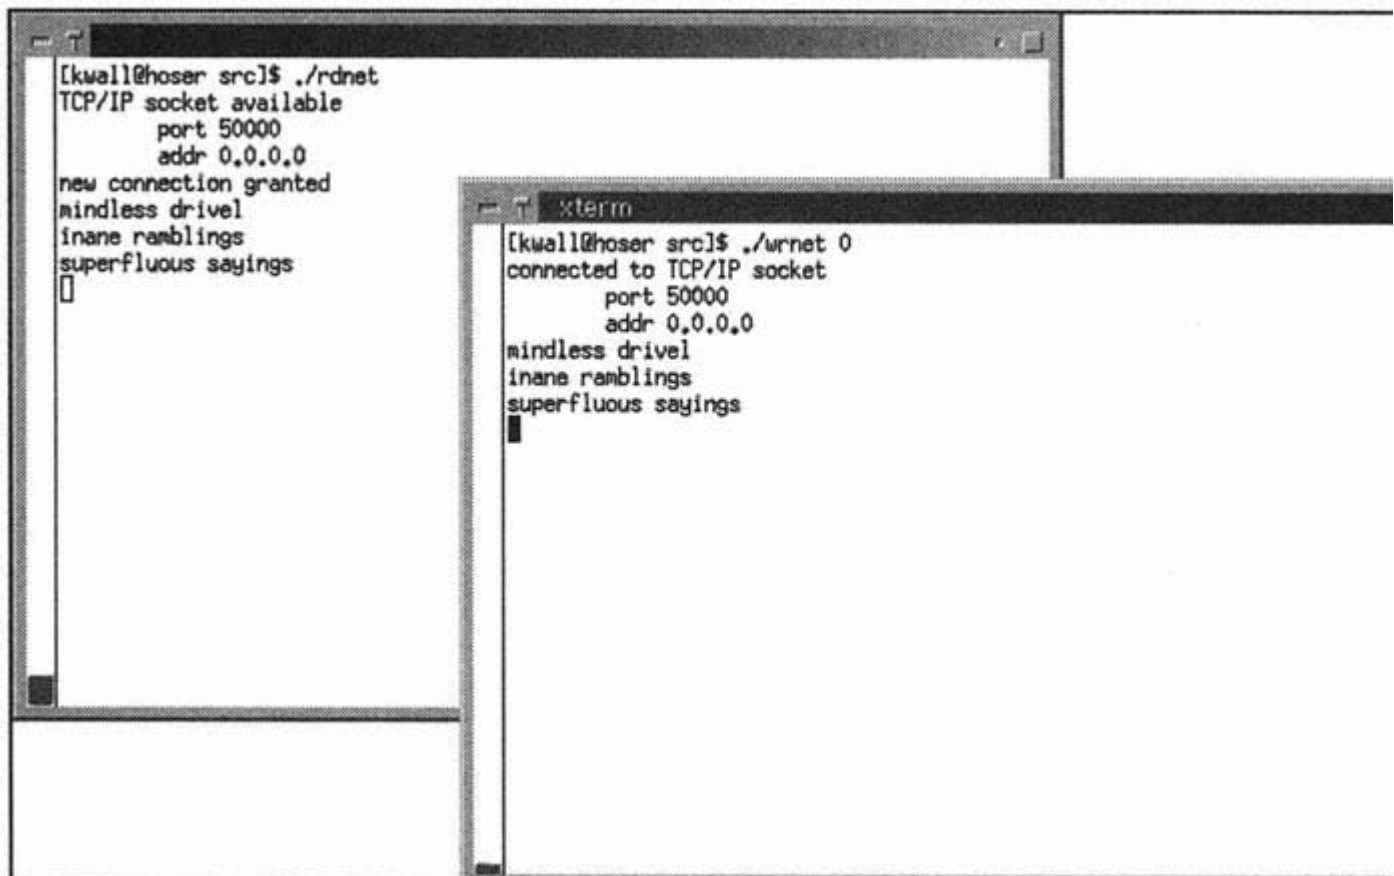 [kwall@hoser src]$ ./rdnet
TCP/IP socket available
port 50000
addr 0.0.0.0
new connection granted
mindless drivel
inane ramblings
superfluous sayings
xterm
[kwall@hoser src]$ ./wrnet 0
connected to TCP/IP socket
port 50000
addr 0.0.0.0
mindless drivel
inane ramblings
superfluous sayings